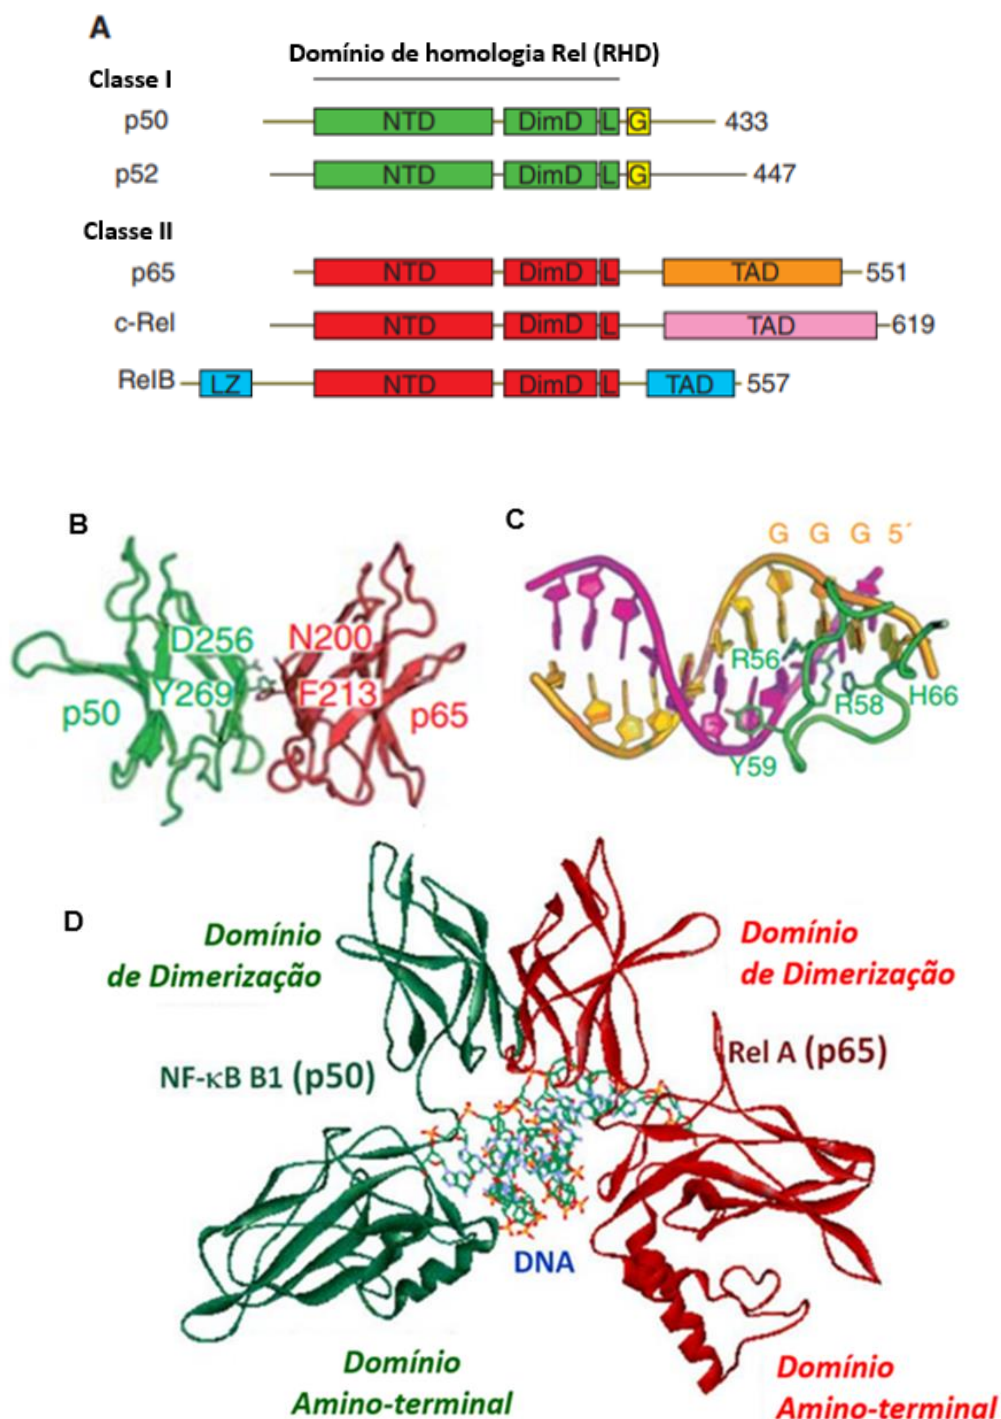 A
Domínio de homologia Rel (RHD)
Classe I
p50 NTD DimD L G 433
p52 NTD DimD L G 447
Classe II
p65 NTD DimD L TAD 551
c-Rel NTD DimD L TAD 619
RelB LZ NTD DimD L TAD 557
B
D256 N200
Y269 F213
p50 p65
C
G G G 5´
R56
R58 H66
Y59
D
Domínio
de Dimerização
Domínio
de Dimerização
NF-κB B1 (p50)
Rel A (p65)
DNA
Domínio
Amino-terminal
Domínio
Amino-terminal